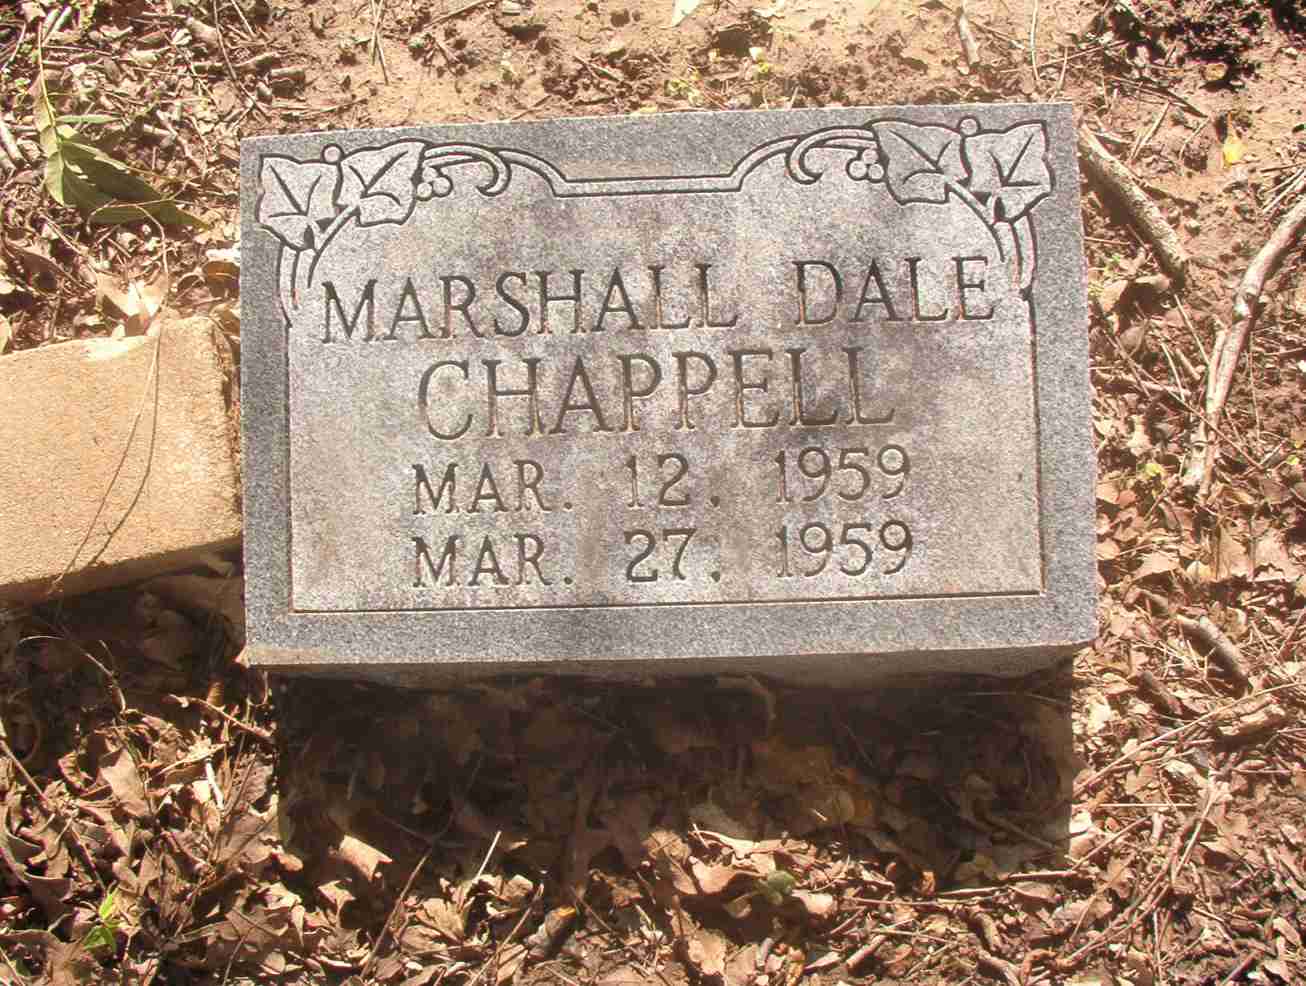 MARSHALL DALE
CHAPPELL
MAR. 12. 1959
MAR. 27. 1959